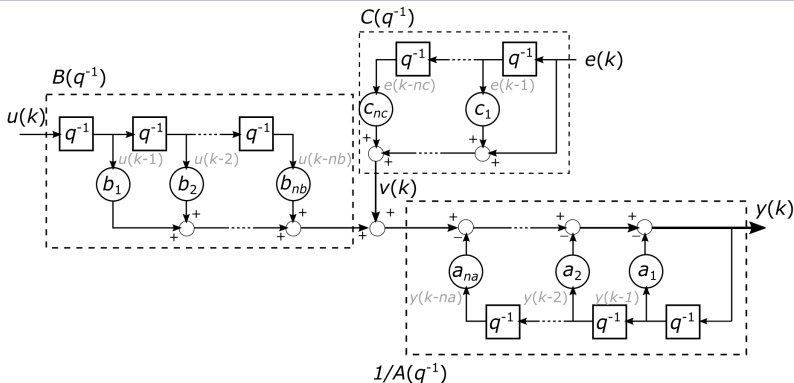 C(q⁻¹)
q⁻¹ q⁻¹ e(k)
e(k-nc) e(k-1)
B(q⁻¹)
c_nc c₁
u(k) q⁻¹ q⁻¹ q⁻¹
+ +
u(k-1) u(k-2) u(k-nb) + +
b₁ b₂ b_nb v(k)
y(k)
+ + + + + +
+ + + − − −
a_na a₂ a₁
y(k-na) y(k-2) y(k-1)
q⁻¹ q⁻¹ q⁻¹
1/A(q⁻¹)